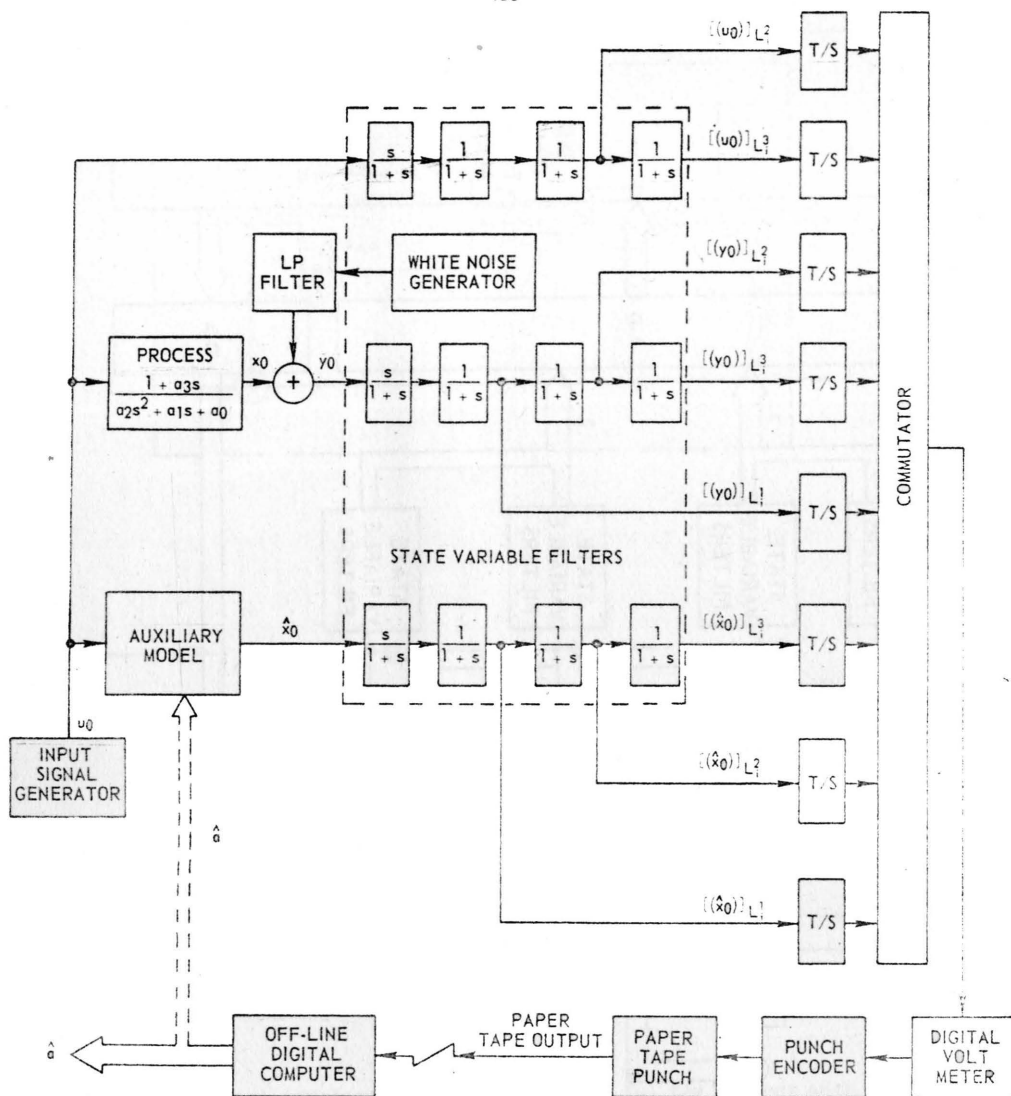 [(u0)]L₁²
T/S
[(u0)]L₁³
T/S
s/(1 + s)
1/(1 + s)
1/(1 + s)
1/(1 + s)
[(y0)]L₁²
T/S
LP FILTER
WHITE NOISE GENERATOR
PROCESS
(1 + a3s)/(a2s² + a1s + a0)
x0
+
y0
s/(1 + s)
1/(1 + s)
1/(1 + s)
1/(1 + s)
[(y0)]L₁³
T/S
COMMUTATOR
[(y0)]L₁¹
T/S
STATE VARIABLE FILTERS
AUXILIARY MODEL
x̂0
s/(1 + s)
1/(1 + s)
1/(1 + s)
1/(1 + s)
[(x̂0)]L₁³
T/S
u0
INPUT SIGNAL GENERATOR
[(x̂0)]L₁²
T/S
â
[(x̂0)]L₁¹
T/S
â
OFF-LINE DIGITAL COMPUTER
PAPER TAPE OUTPUT
PAPER TAPE PUNCH
PUNCH ENCODER
DIGITAL VOLT METER